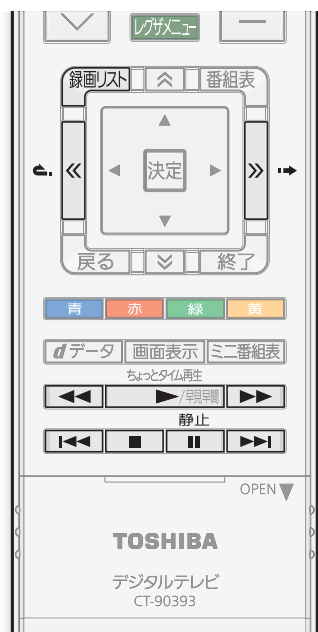 レグザメニュー
録画リスト 番組表
決定
戻る 終了
青 赤 緑 黄
dデータ 画面表示 ミニ番組表
ちょっとタイム再生
/早見早聞
静止
OPEN
TOSHIBA
デジタルテレビ
CT-90393